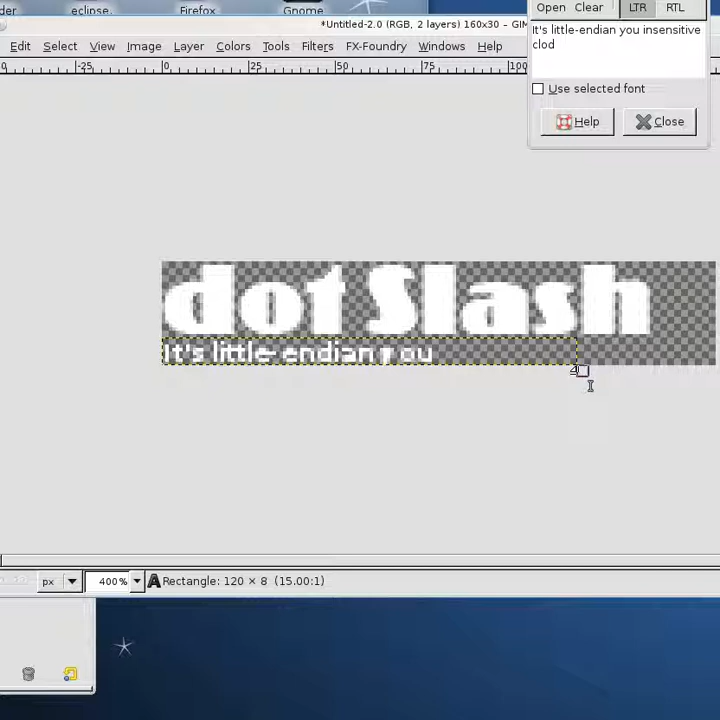 der
eclipse.
Firefox
Gnome
*Untitled-2.0 (RGB, 2 layers) 160x30 – GIM
Open Clear LTR RTL
It's little-endian you insensitive
clod
Edit Select View Image Layer Colors Tools Filters FX-Foundry Windows Help
-25 0 25 50 75 100
Use selected font
Help Close
dot Slash
It's little-endian you
px 400% Rectangle: 120 × 8 (15.00:1)